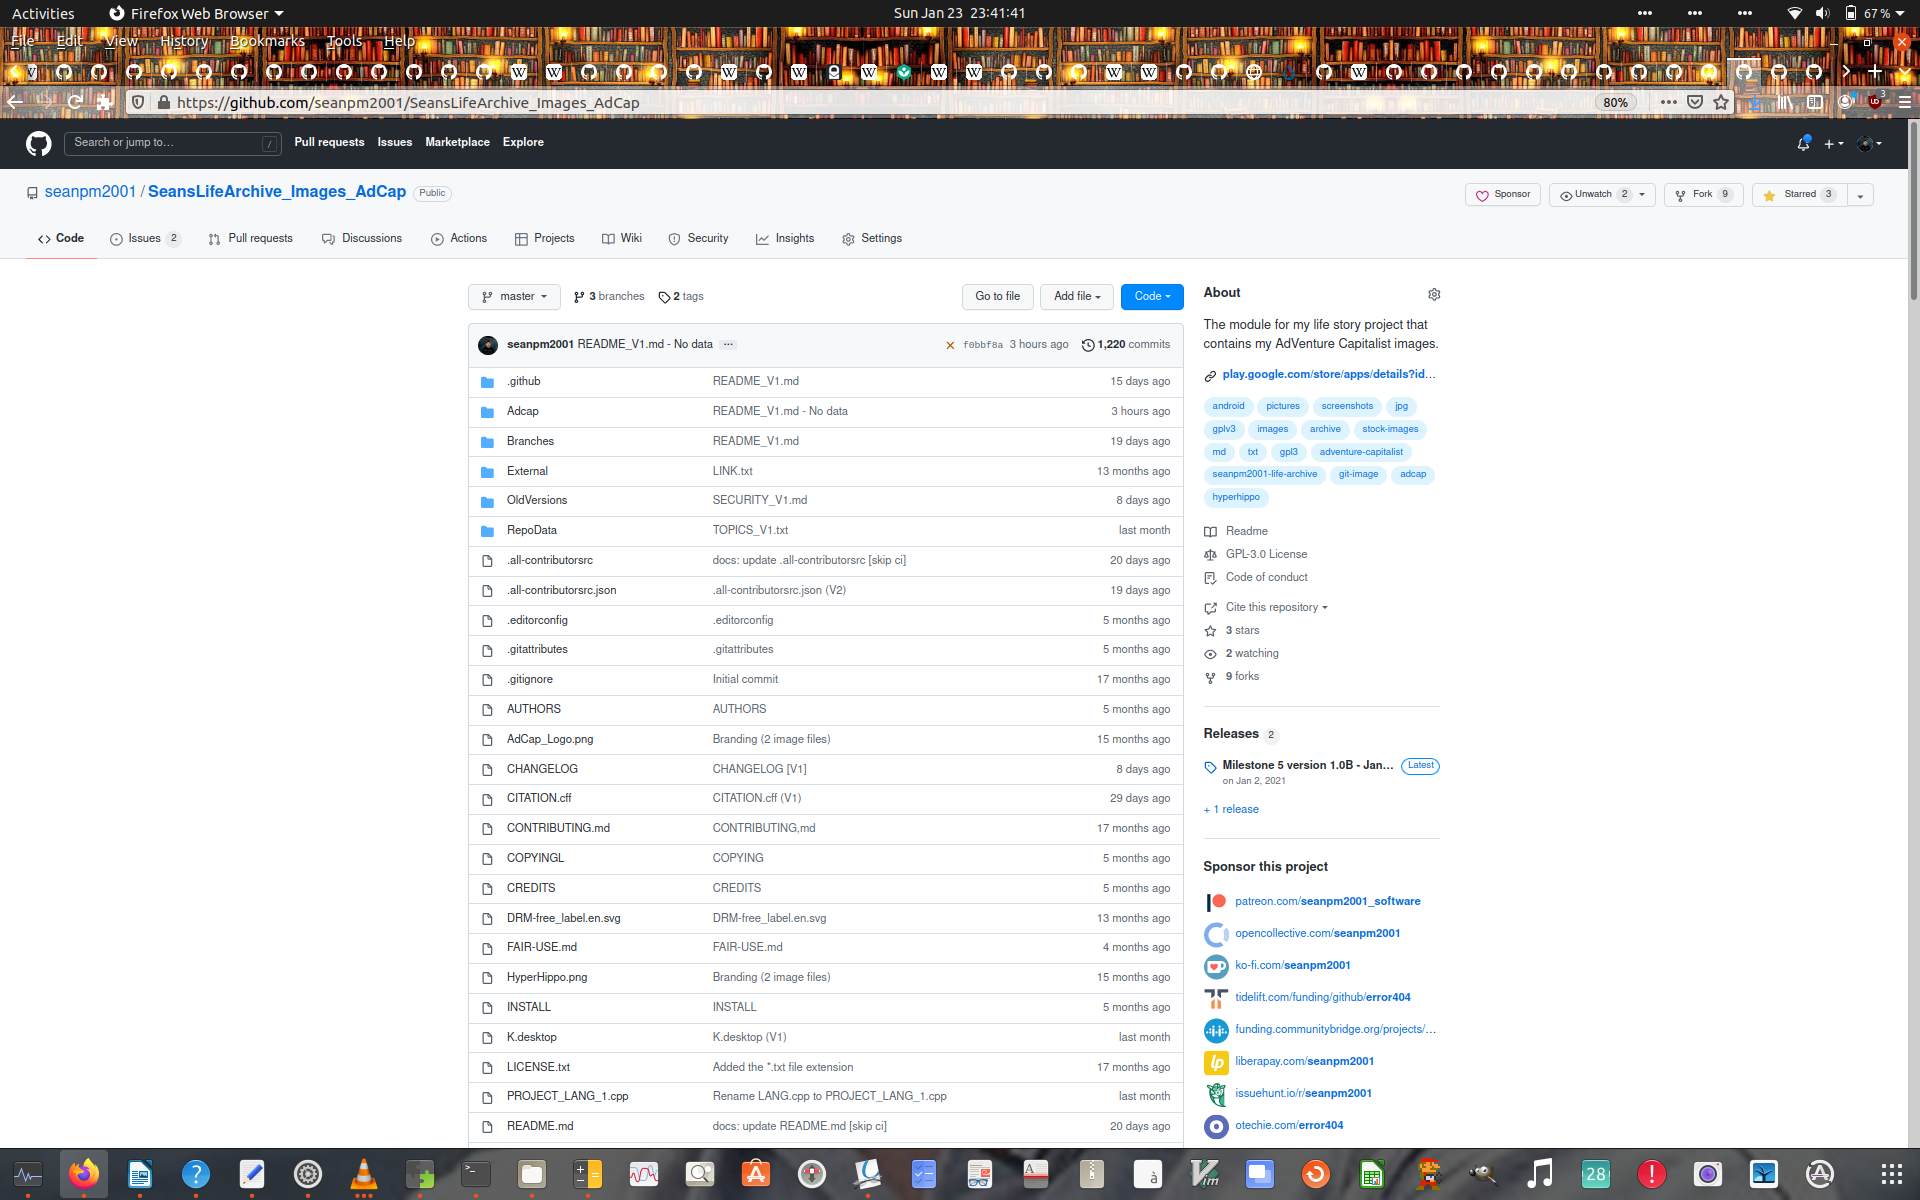 Activities Firefox Web Browser Sun Jan 23 23:41:41 67 %
File Edit View History Bookmarks Tools Help
https://github.com/seanpm2001/SeansLifeArchive_Images_AdCap 80%
Search or jump to… / Pull requests Issues Marketplace Explore
seanpm2001 / SeansLifeArchive_Images_AdCap Public Sponsor Unwatch 2 Fork 9 Starred 3
Code Issues 2 Pull requests Discussions Actions Projects Wiki Security Insights Settings
master 3 branches 2 tags Go to file Add file Code
seanpm2001 README_V1.md - No data ... f0bbf8a 3 hours ago 1,220 commits
.github README_V1.md 15 days ago
Adcap README_V1.md - No data 3 hours ago
Branches README_V1.md 19 days ago
External LINK.txt 13 months ago
OldVersions SECURITY_V1.md 8 days ago
RepoData TOPICS_V1.txt last month
.all-contributorsrc docs: update .all-contributorsrc [skip ci] 20 days ago
.all-contributorsrc.json .all-contributorsrc.json (V2) 19 days ago
.editorconfig .editorconfig 5 months ago
.gitattributes .gitattributes 5 months ago
.gitignore Initial commit 17 months ago
AUTHORS AUTHORS 5 months ago
AdCap_Logo.png Branding (2 image files) 15 months ago
CHANGELOG CHANGELOG [V1] 8 days ago
CITATION.cff CITATION.cff (V1) 29 days ago
CONTRIBUTING.md CONTRIBUTING,md 17 months ago
COPYINGL COPYING 5 months ago
CREDITS CREDITS 5 months ago
DRM-free_label.en.svg DRM-free_label.en.svg 13 months ago
FAIR-USE.md FAIR-USE.md 4 months ago
HyperHippo.png Branding (2 image files) 15 months ago
INSTALL INSTALL 5 months ago
K.desktop K.desktop (V1) last month
LICENSE.txt Added the *.txt file extension 17 months ago
PROJECT_LANG_1.cpp Rename LANG.cpp to PROJECT_LANG_1.cpp last month
README.md docs: update README.md [skip ci] 20 days ago
About
The module for my life story project that
contains my AdVenture Capitalist images.
play.google.com/store/apps/details?id…
android pictures screenshots jpg
gplv3 images archive stock-images
md txt gpl3 adventure-capitalist
seanpm2001-life-archive git-image adcap
hyperhippo
Readme
GPL-3.0 License
Code of conduct
Cite this repository
3 stars
2 watching
9 forks
Releases 2
Milestone 5 version 1.0B - Jan… Latest
on Jan 2, 2021
+ 1 release
Sponsor this project
patreon.com/seanpm2001_software
opencollective.com/seanpm2001
ko-fi.com/seanpm2001
tidelift.com/funding/github/error404
funding.communitybridge.org/projects/…
liberapay.com/seanpm2001
issuehunt.io/r/seanpm2001
otechie.com/error404
28